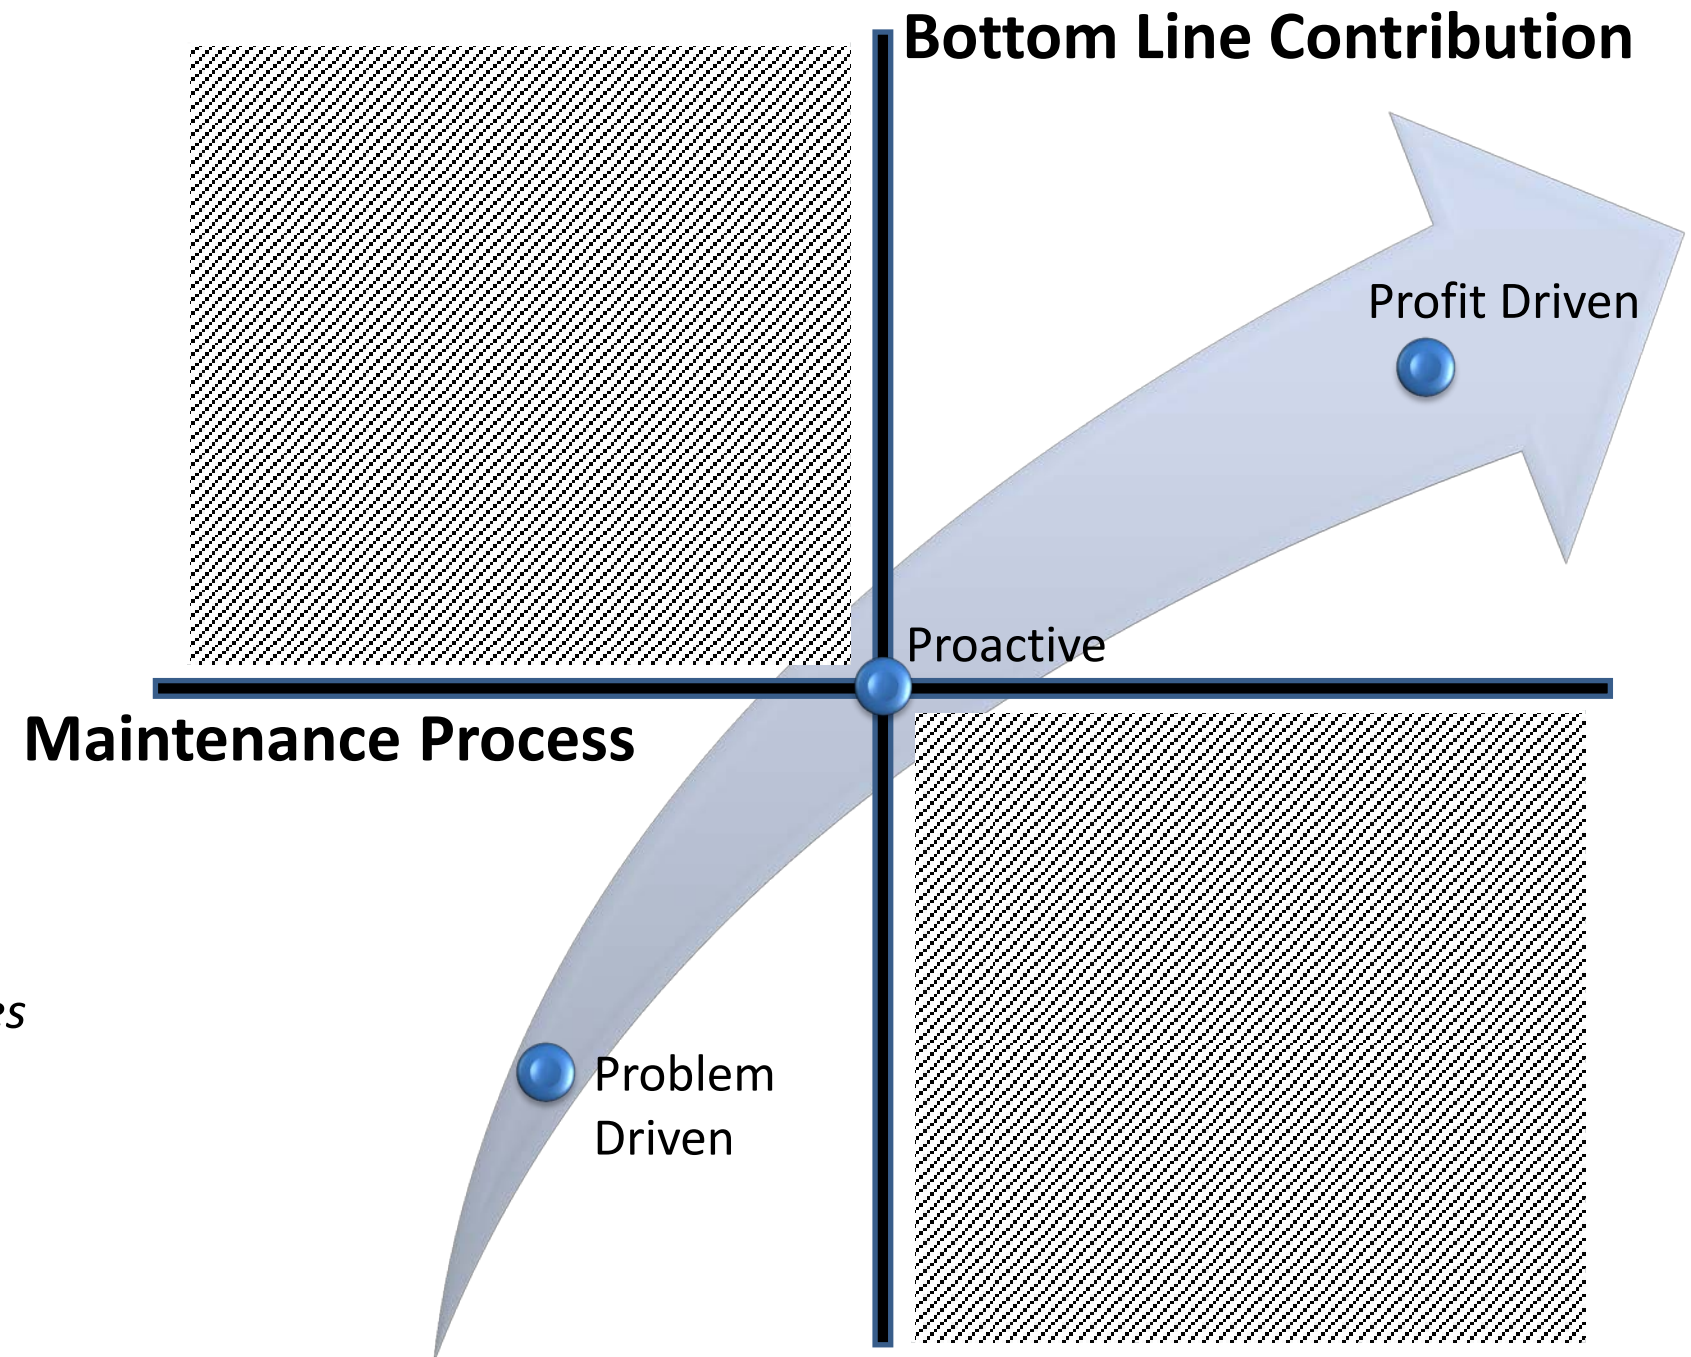 Bottom Line Contribution
Profit Driven
Proactive
Maintenance Process
Problem
Driven